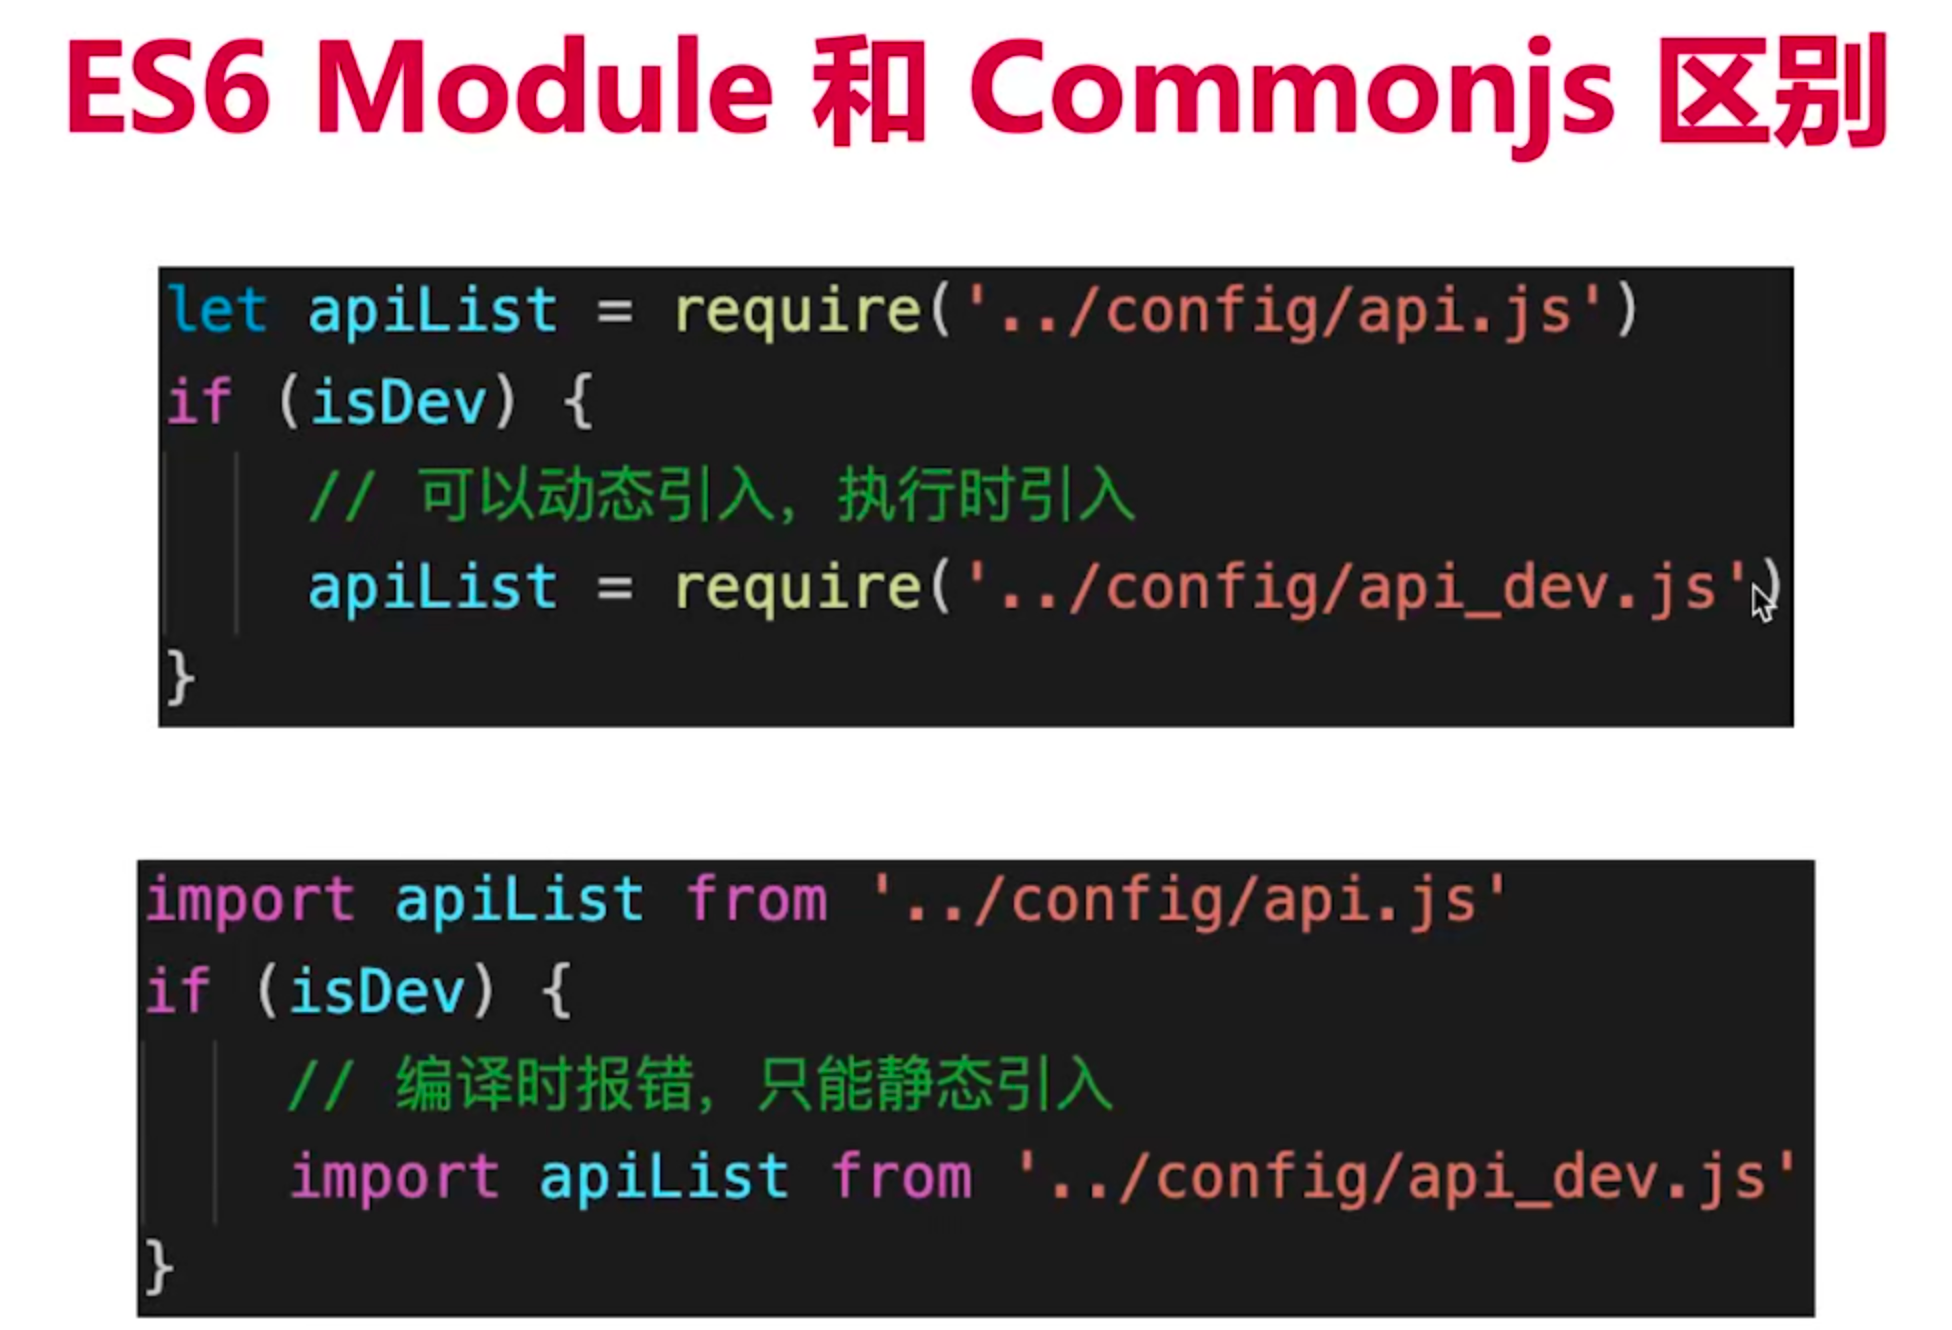 ES6 Module 和 Commonjs 区别
let apiList = require('../config/api.js')
if (isDev) {
    // 可以动态引入，执行时引入
    apiList = require('../config/api_dev.js')
}
import apiList from '../config/api.js'
if (isDev) {
    // 编译时报错，只能静态引入
    import apiList from '../config/api_dev.js'
}